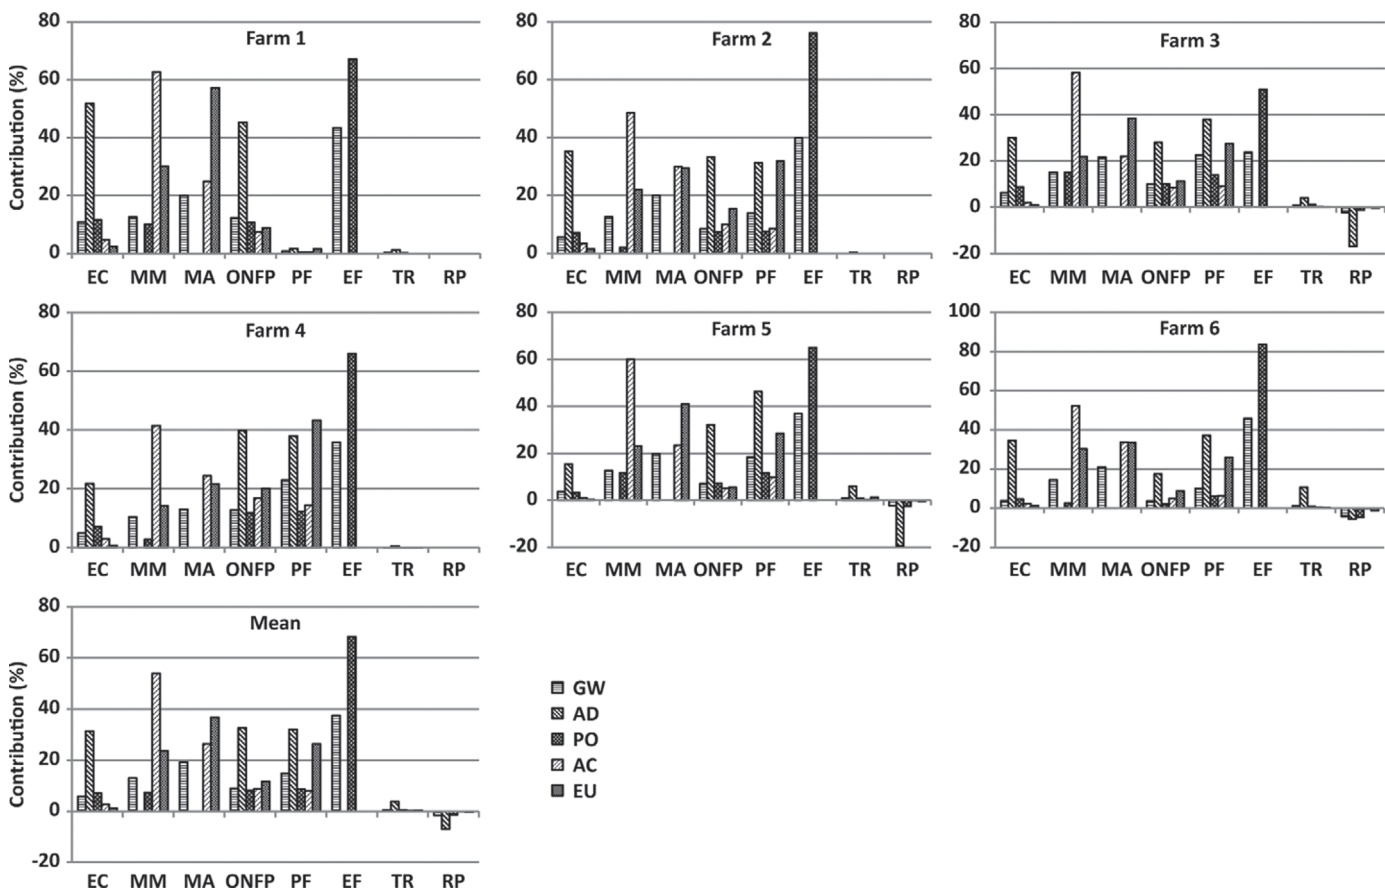 Farm 1
Contribution (%)
80
60
40
20
0
EC MM MA ONFP PF EF TR RP
Farm 2
80
60
40
20
0
EC MM MA ONFP PF EF TR RP
Farm 3
80
60
40
20
0
-20
EC MM MA ONFP PF EF TR RP
Farm 4
Contribution (%)
80
60
40
20
0
EC MM MA ONFP PF EF TR RP
Farm 5
80
60
40
20
0
-20
EC MM MA ONFP PF EF TR RP
Farm 6
100
80
60
40
20
0
-20
EC MM MA ONFP PF EF TR RP
Mean
Contribution (%)
80
60
40
20
0
-20
EC MM MA ONFP PF EF TR RP
GW
AD
PO
AC
EU